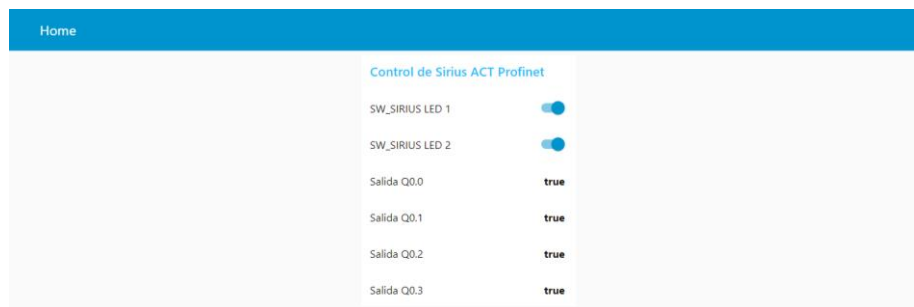 Home
Control de Sirius ACT Profinet
SW_SIRIUS LED 1
SW_SIRIUS LED 2
Salida Q0.0 true
Salida Q0.1 true
Salida Q0.2 true
Salida Q0.3 true